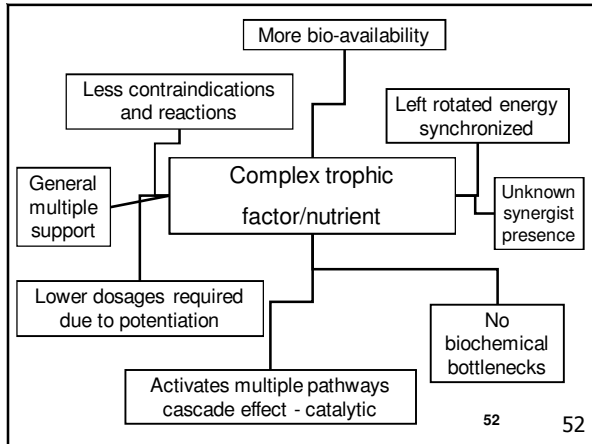 More bio-availability
Less contraindications
and reactions
Left rotated energy
synchronized
General
multiple
support
Complex trophic
factor/nutrient
Unknown
synergist
presence
Lower dosages required
due to potentiation
No
biochemical
bottlenecks
Activates multiple pathways
cascade effect - catalytic
52
52